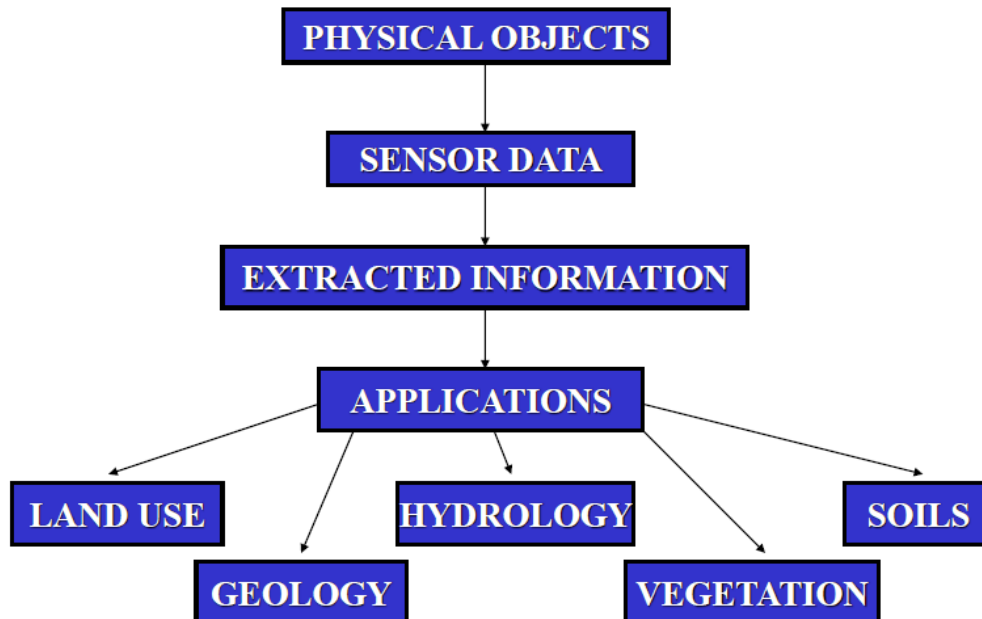 PHYSICAL OBJECTS
SENSOR DATA
EXTRACTED INFORMATION
APPLICATIONS
LAND USE
HYDROLOGY
SOILS
GEOLOGY
VEGETATION